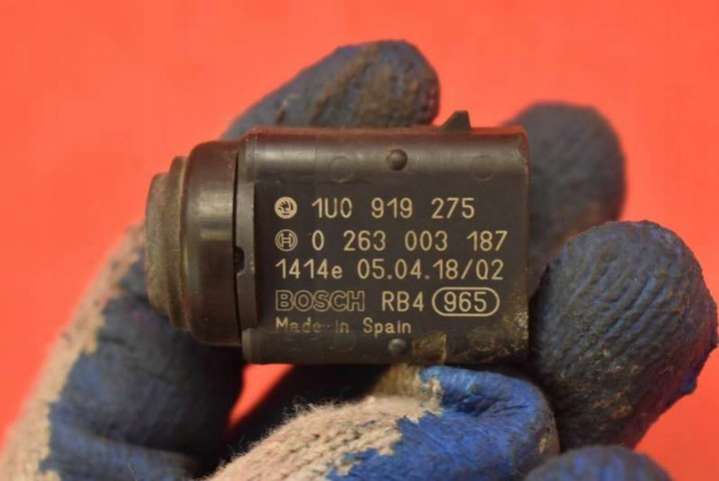 1U0 919 275
0 263 003 187
1414e 05.04.18/02
BOSCH RB4 965
Made in Spain